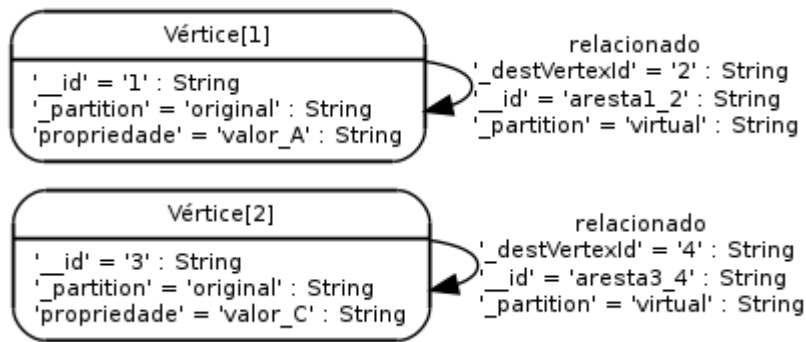 Vértice[1]
'__id' = '1' : String
'_partition' = 'original' : String
'propriedade' = 'valor_A' : String
relacionado
'_destVertexId' = '2' : String
'__id' = 'aresta1_2' : String
'_partition' = 'virtual' : String
Vértice[2]
'__id' = '3' : String
'_partition' = 'original' : String
'propriedade' = 'valor_C' : String
relacionado
'_destVertexId' = '4' : String
'__id' = 'aresta3_4' : String
'_partition' = 'virtual' : String